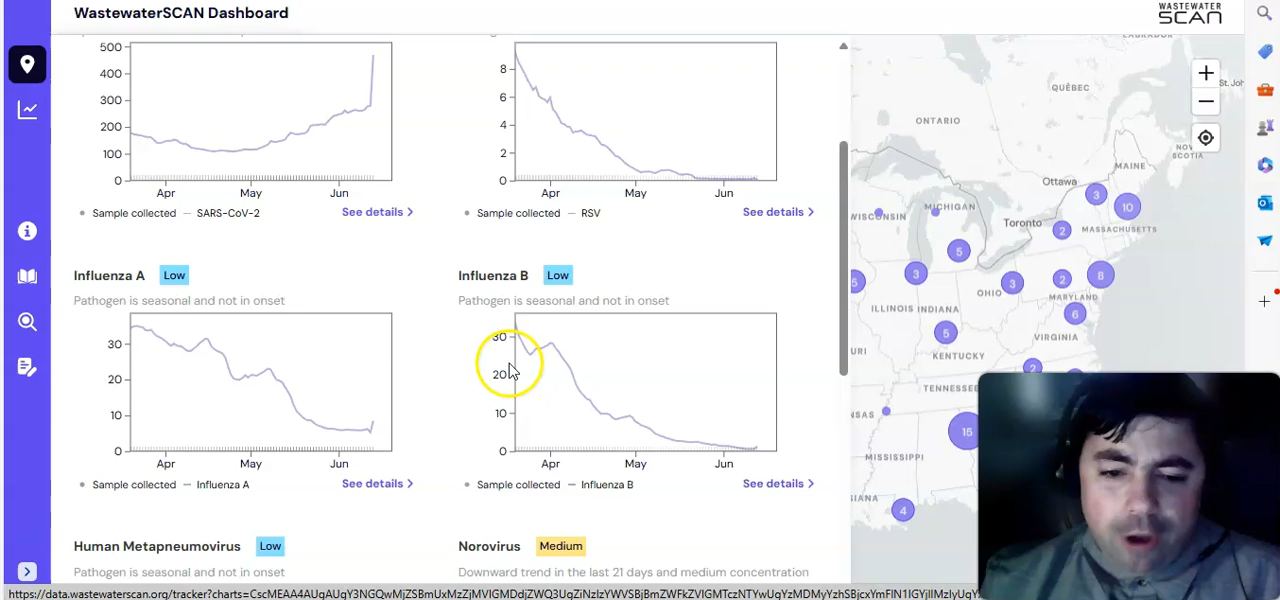 WastewaterSCAN Dashboard
WASTEWATER
SCAN
500
400
300
200
100
0
Apr
May
Jun
Sample collected
SARS-CoV-2
See details >
8
6
4
2
0
Apr
May
Jun
Sample collected
RSV
See details >
Influenza A
Low
Pathogen is seasonal and not in onset
30
20
10
0
Apr
May
Jun
Sample collected
Influenza A
See details >
Influenza B
Low
Pathogen is seasonal and not in onset
30
20
10
0
Apr
May
Jun
Sample collected
Influenza B
See details >
Human Metapneumovirus
Low
Pathogen is seasonal and not in onset
Norovirus
Medium
Downward trend in the last 21 days and medium concentration
LABRADOR
St. Joh
QUÉBEC
ONTARIO
NOV
SCOTIA
MAINE
Ottawa
3
10
WISCONSIN
MICHIGAN
Toronto
2
MASSACHUSETTS
5
3
3
2
8
OHIO
MARYLAND
ILLINOIS
INDIANA
6
5
VIRGINIA
KENTUCKY
2
TENNESSEE
15
MISSISSIPPI
4